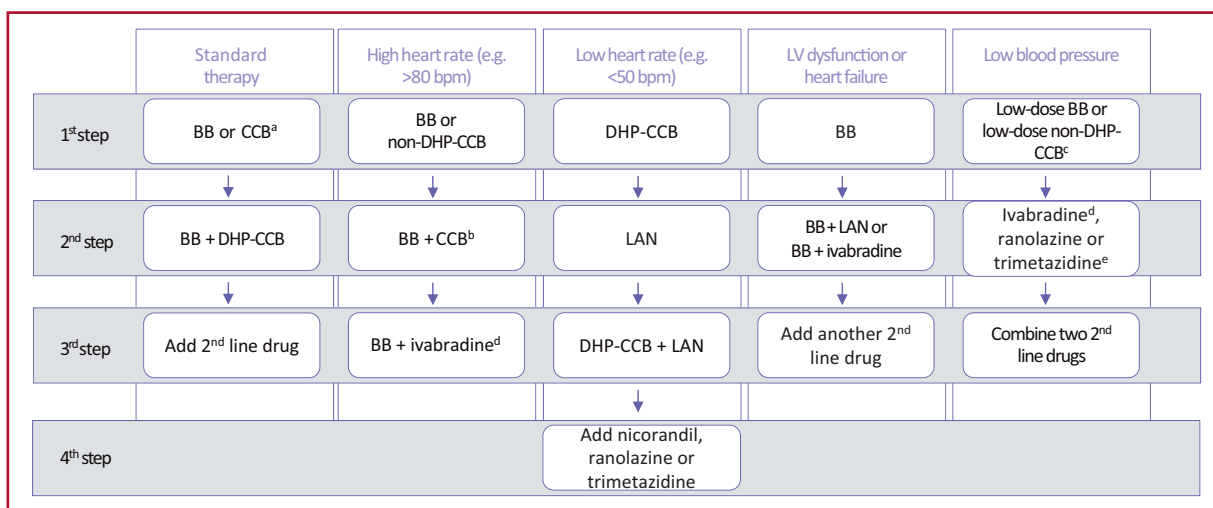 Standard
therapy
High heart rate (e.g.
>80 bpm)
Low heart rate (e.g.
<50 bpm)
LV dysfunction or
heart failure
Low blood pressure
1st step
BB or CCBa
BB or
non-DHP-CCB
DHP-CCB
BB
Low-dose BB or
low-dose non-DHP-
CCBc
2nd step
BB + DHP-CCB
BB + CCBb
LAN
BB + LAN or
BB + ivabradine
Ivabradined,
ranolazine or
trimetazidinee
3rd step
Add 2nd line drug
BB + ivabradined
DHP-CCB + LAN
Add another 2nd
line drug
Combine two 2nd
line drugs
4th step
Add nicorandil,
ranolazine or
trimetazidine